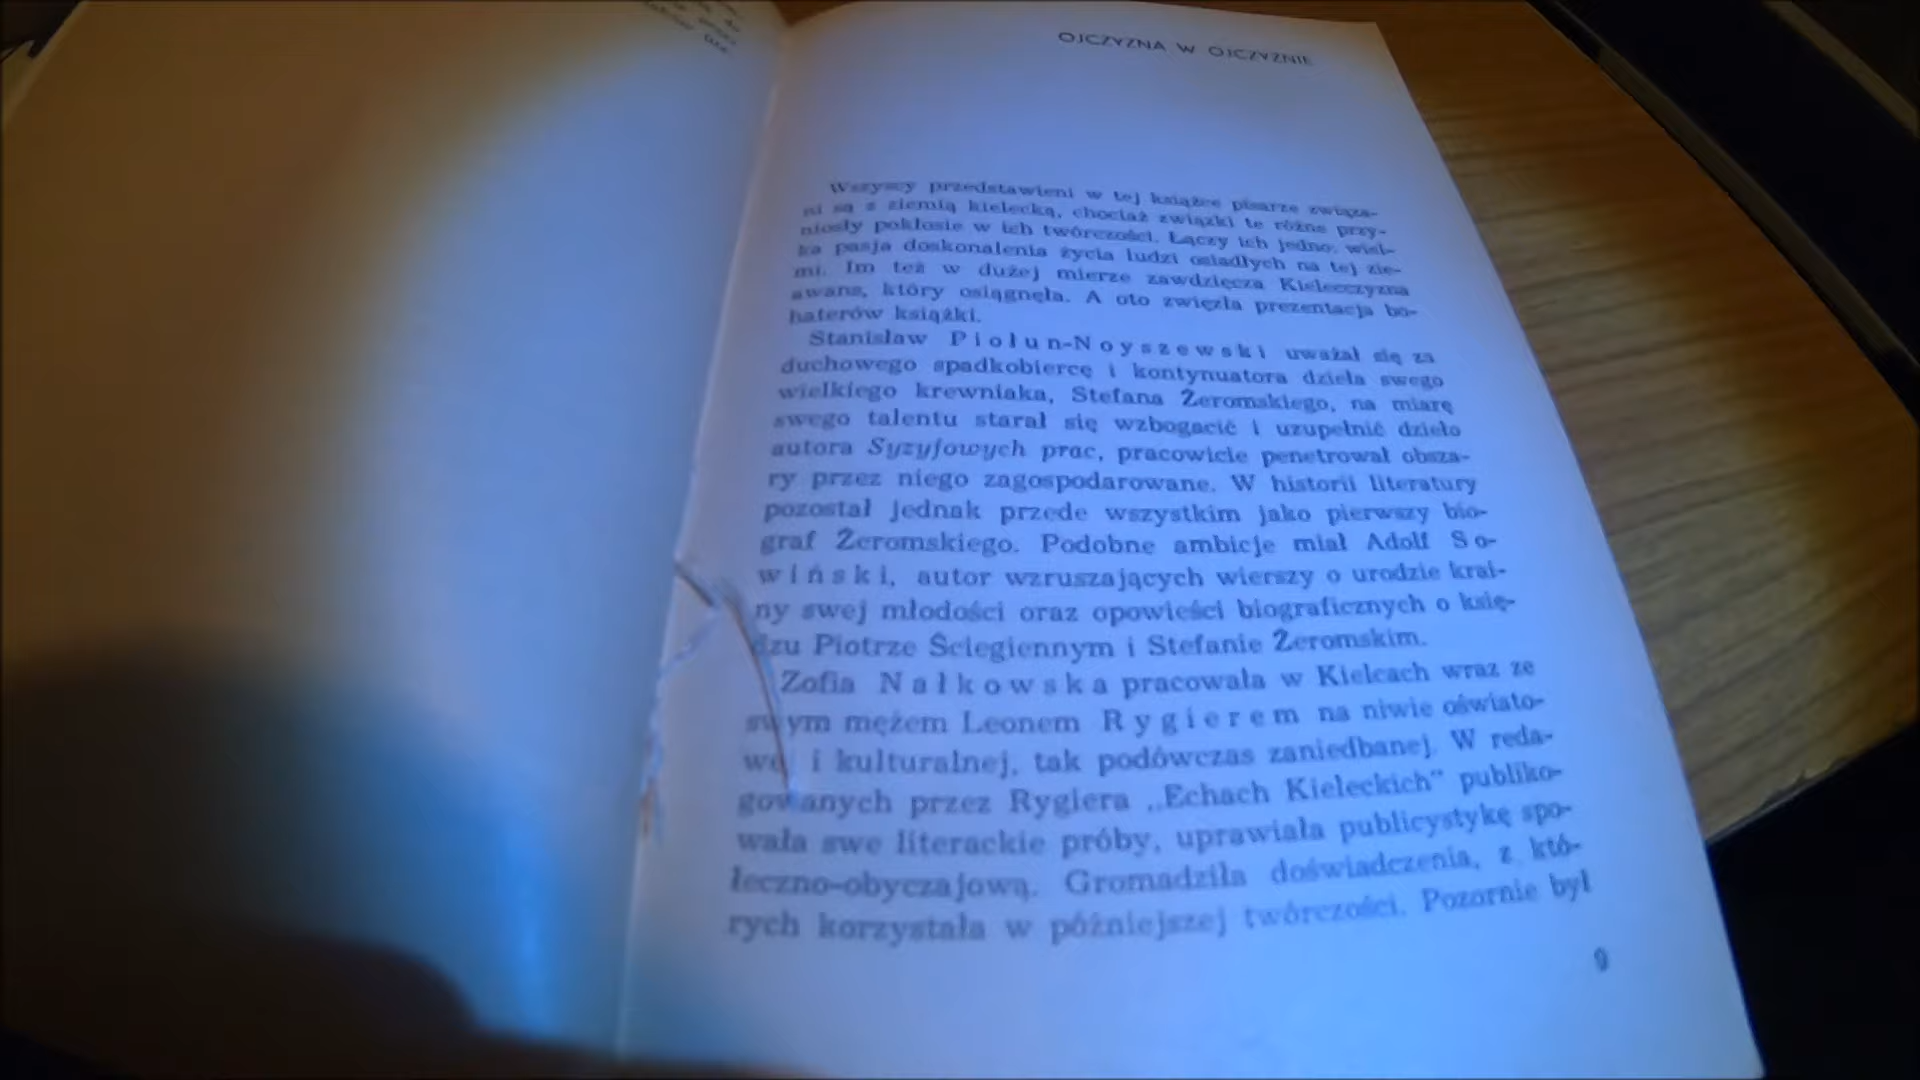 OJCZYZNA W OJCZYŹNIE
Wszyscy przedstawieni w tej książce pisarze związa-
ni są z ziemią kielecką, chociaż związki te różne przy-
niosły pokłosie w ich twórczości. Łączy ich jedno: wiel-
ka pasja doskonalenia życia ludzi osiadłych na tej zie-
mi. Im też w dużej mierze zawdzięcza Kielecczyzna
awans, który osiągnęła. A oto zwięzła prezentacja bo-
haterów książki.
Stanisław Piołun-Noyszewski uważał się za
duchowego spadkobiercę i kontynuatora dzieła swego
wielkiego krewniaka, Stefana Żeromskiego, na miarę
swego talentu starał się wzbogacić i uzupełnić dzieło
autora Syzyfowych prac, pracowicie penetrował obsza-
ry przez niego zagospodarowane. W historii literatury
pozostał jednak przede wszystkim jako pierwszy bio-
graf Żeromskiego. Podobne ambicje miał Adolf So-
wiński, autor wzruszających wierszy o urodzie krai-
ny swej młodości oraz opowieści biograficznych o księ-
dzu Piotrze Ściegiennym i Stefanie Żeromskim.
Zofia Nałkowska pracowała w Kielcach wraz ze
swym mężem Leonem Rygierem na niwie oświato-
wej i kulturalnej, tak podówczas zaniedbanej. W reda-
gowanych przez Rygiera „Echach Kieleckich" publiko-
wała swe literackie próby, uprawiała publicystykę spo-
łeczno-obyczajową. Gromadziła doświadczenia, z któ-
rych korzystała w późniejszej twórczości. Pozornie był
9